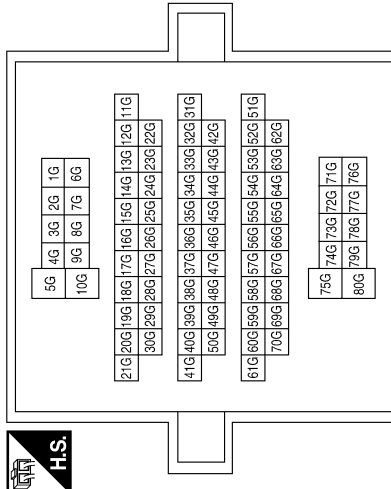 H.S.
5G 4G 3G 2G 1G
10G 9G 8G 7G 6G
21G 20G 19G 18G 17G 16G 15G 14G 13G 12G 11G
30G 29G 28G 27G 26G 25G 24G 23G 22G
41G 40G 39G 38G 37G 36G 35G 34G 33G 32G 31G
50G 49G 48G 47G 46G 45G 44G 43G 42G
61G 60G 59G 58G 57G 56G 55G 54G 53G 52G 51G
70G 69G 68G 67G 66G 65G 64G 63G 62G
75G 74G 73G 72G 71G
80G 79G 78G 77G 76G